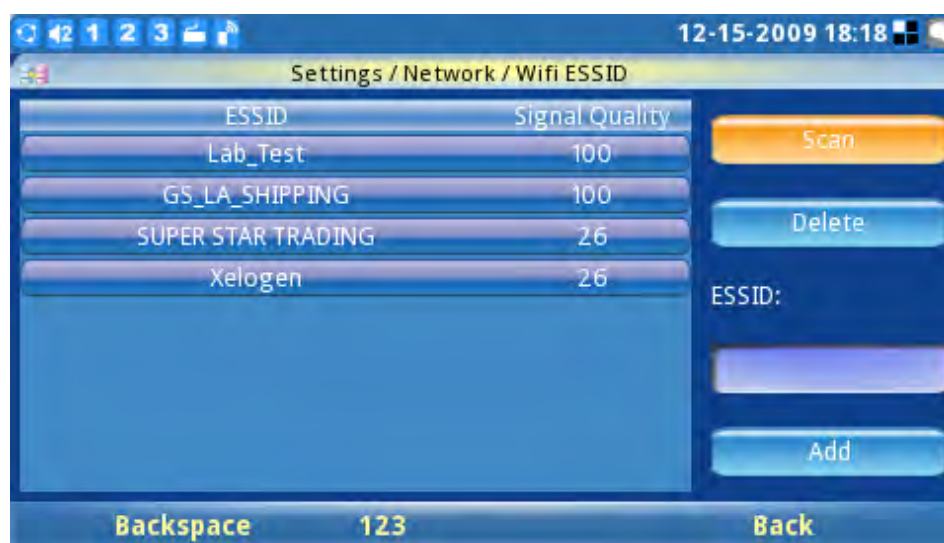 42 1 2 3 12-15-2009 18:18
Settings / Network / Wifi ESSID
ESSID Signal Quality
Lab_Test 100
GS_LA_SHIPPING 100
SUPER STAR TRADING 26
Xelogen 26
Scan
Delete
ESSID:
Add
Backspace 123 Back